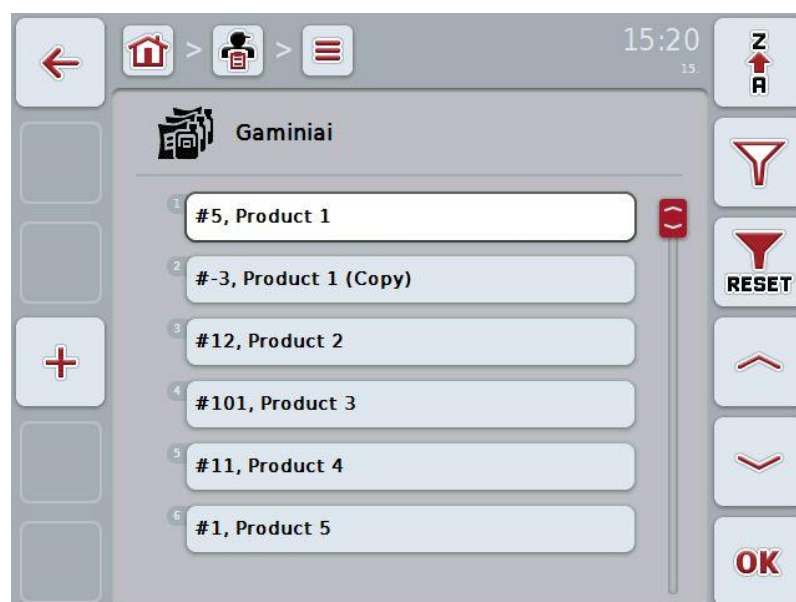 15:20
15.
Z
A
Gaminiai
1
#5, Product 1
2
#-3, Product 1 (Copy)
RESET
3
#12, Product 2
4
#101, Product 3
5
#11, Product 4
6
#1, Product 5
OK